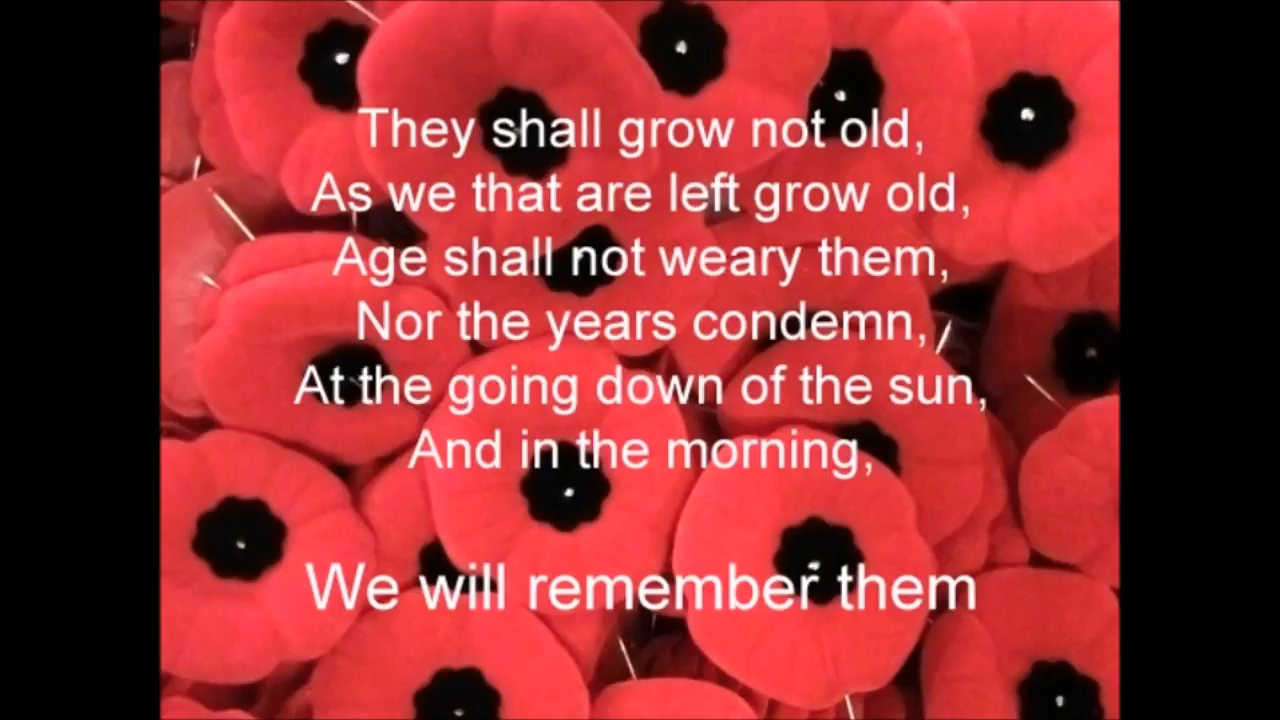 They shall grow not old,
As we that are left grow old,
Age shall not weary them,
Nor the years condemn,
At the going down of the sun,
And in the morning,
We will remember them